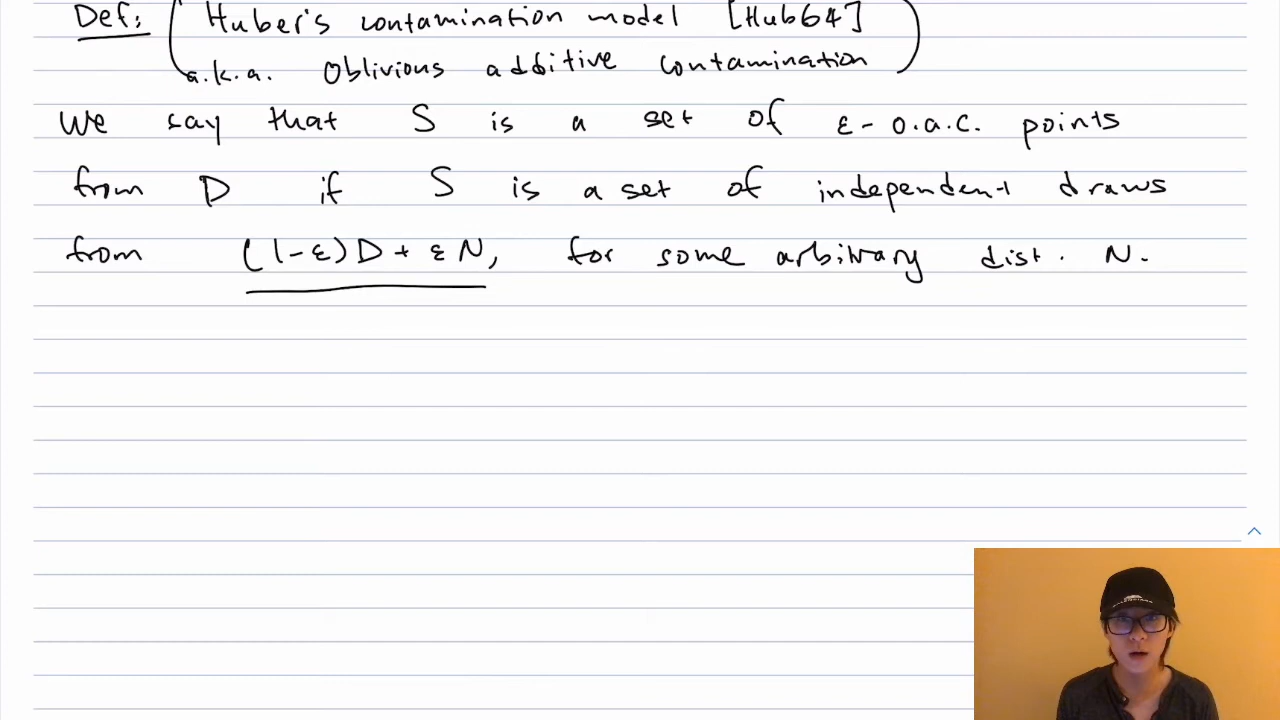 Def: (Huber's contamination model [Hub64]
a.k.a. Oblivious additive contamination)
We say that S is a set of ε-o.a.c. points
from D if S is a set of independent draws
from (1-ε)D + εN, for some arbitrary dist. N.